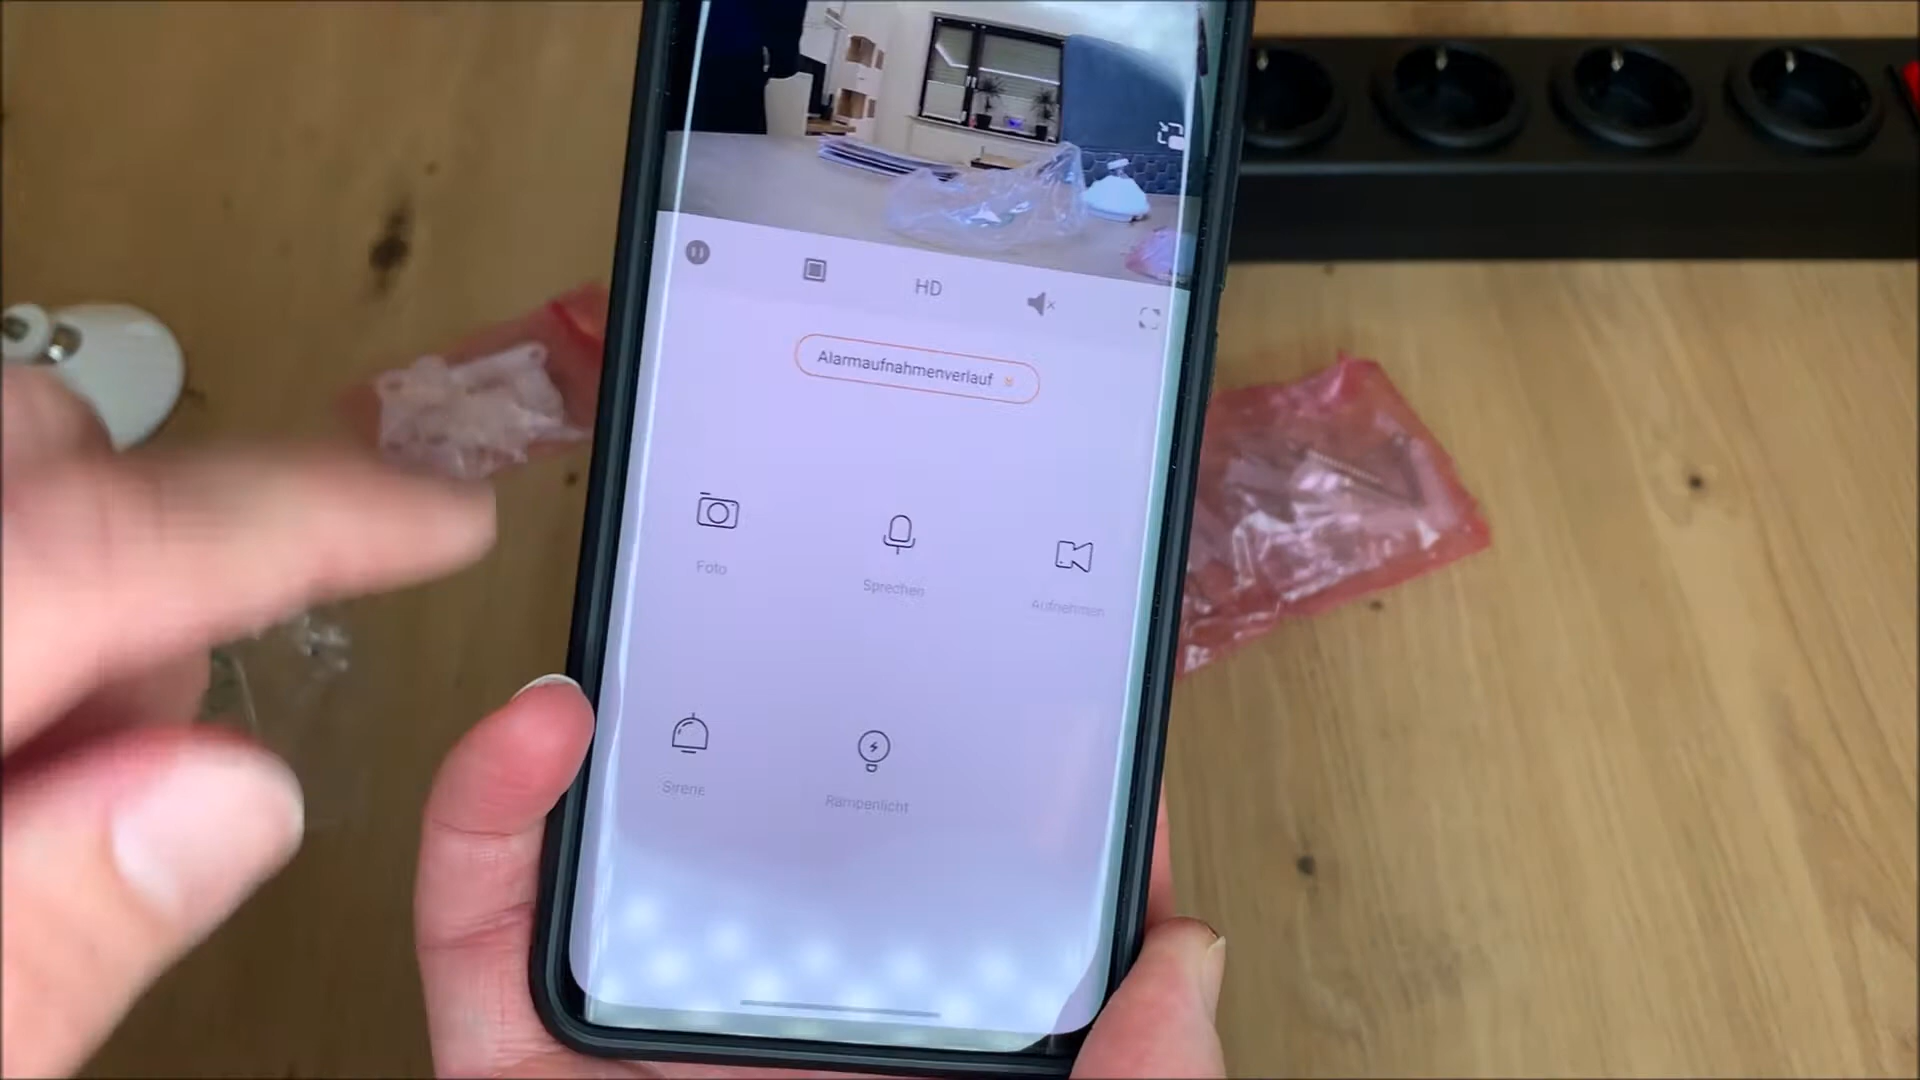 HD
Alarmaufnahmenverlauf
Foto
Sprechen
Aufnehmen
Sirene
Rampenlicht